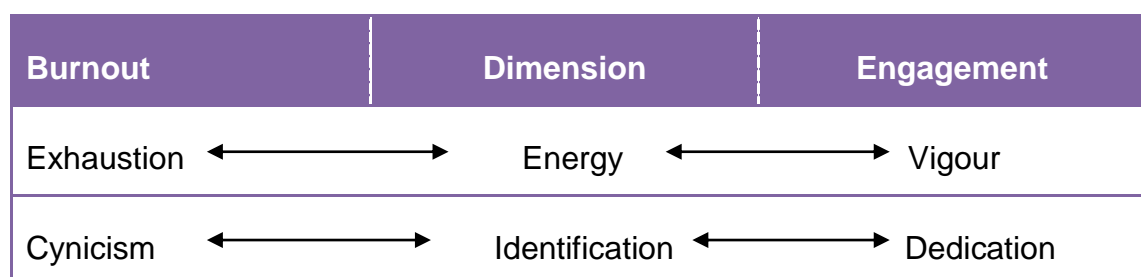 Burnout Dimension Engagement
Exhaustion Energy Vigour
Cynicism Identification Dedication